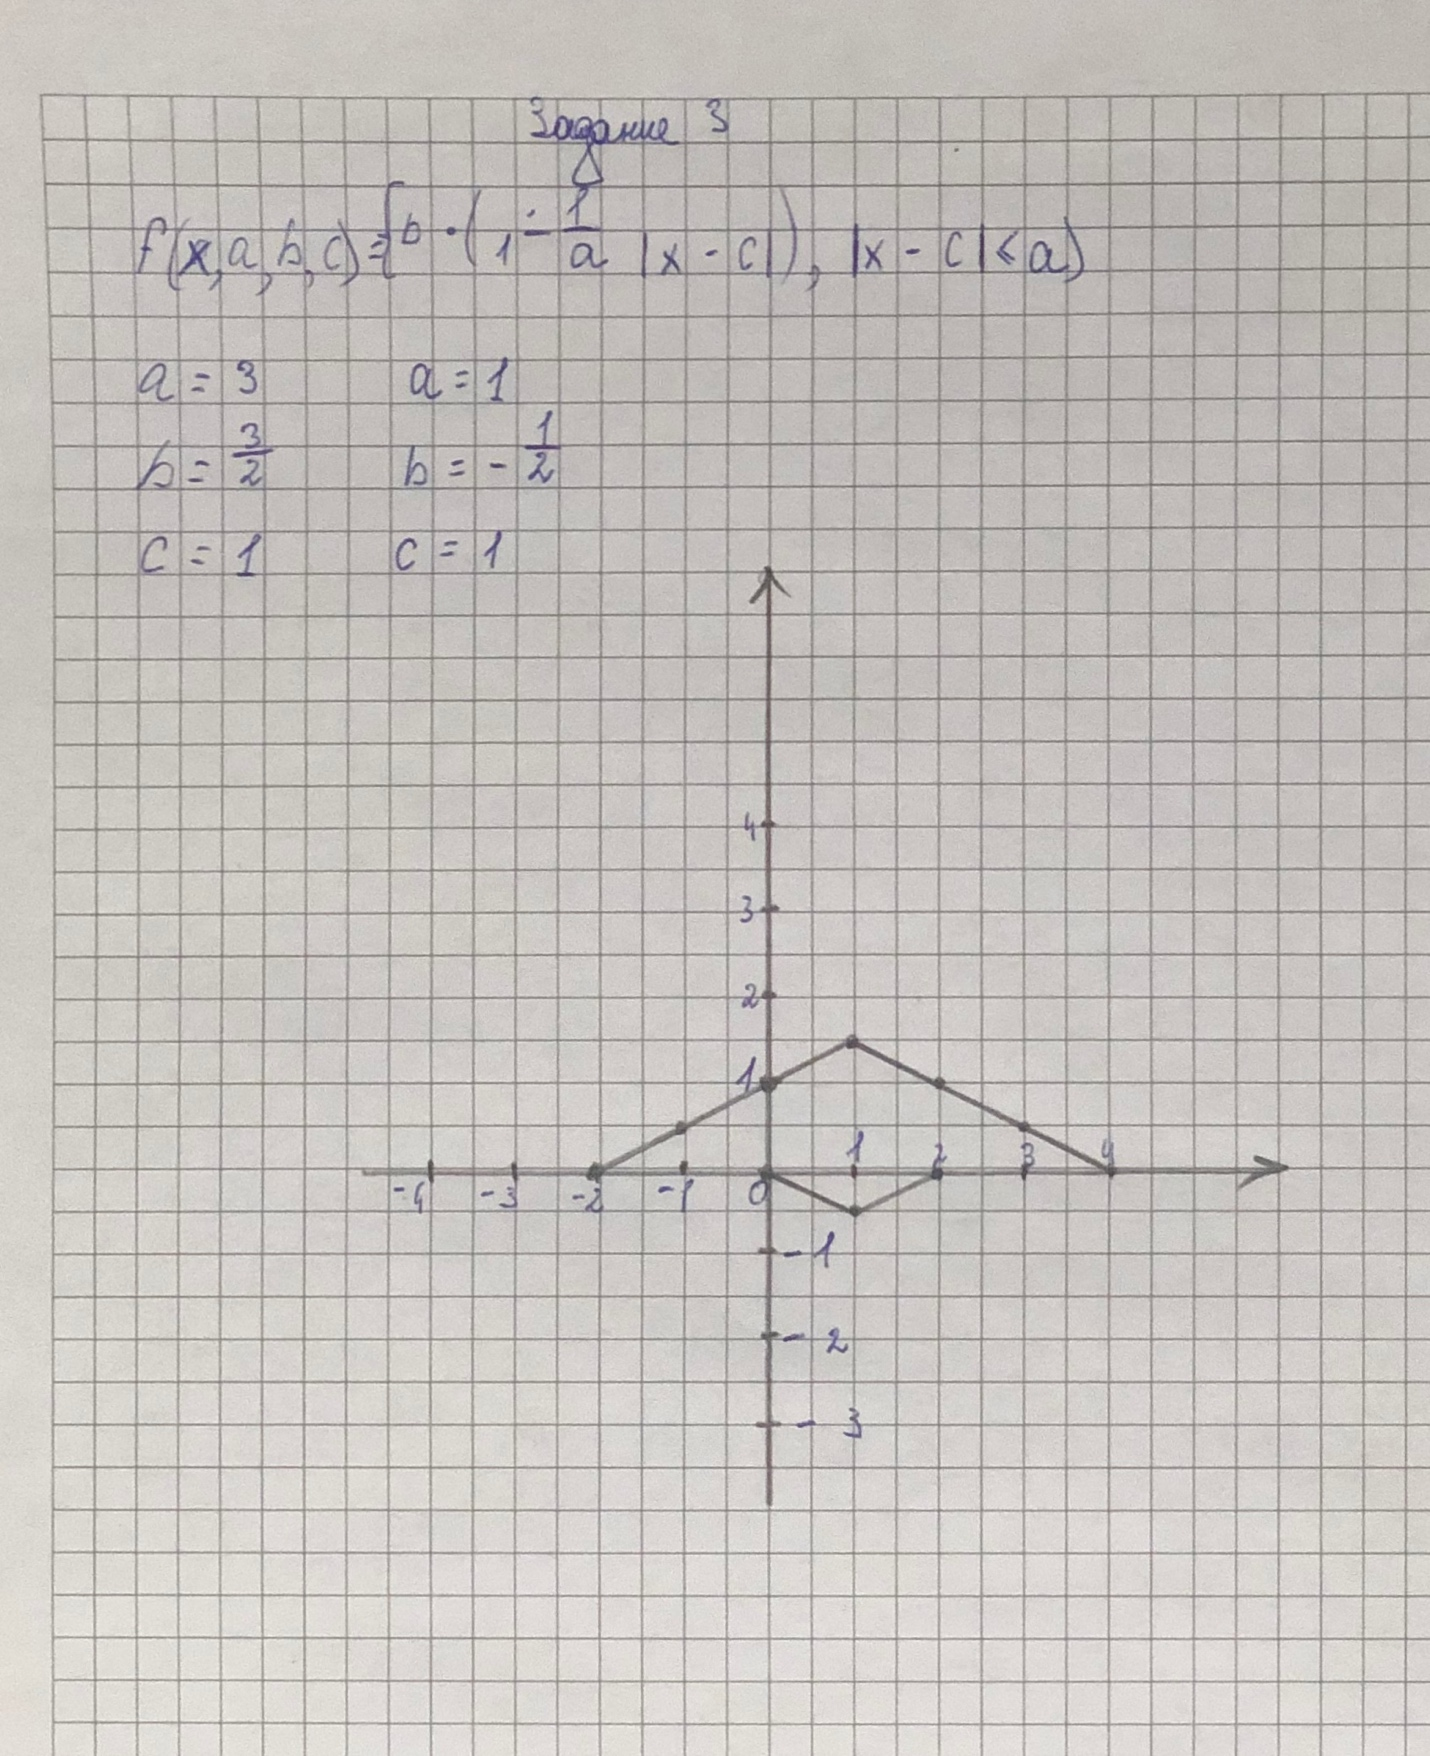 Задание 3
f(x,a,b,c)={b·(1-1/a |x-c|), |x-c|≤a)
a = 3 a = 1
b = 3/2 b = -1/2
c = 1 c = 1
4
3
2
1
1 2 3 4
-4 -3 -2 -1 0
-1
-2
-3